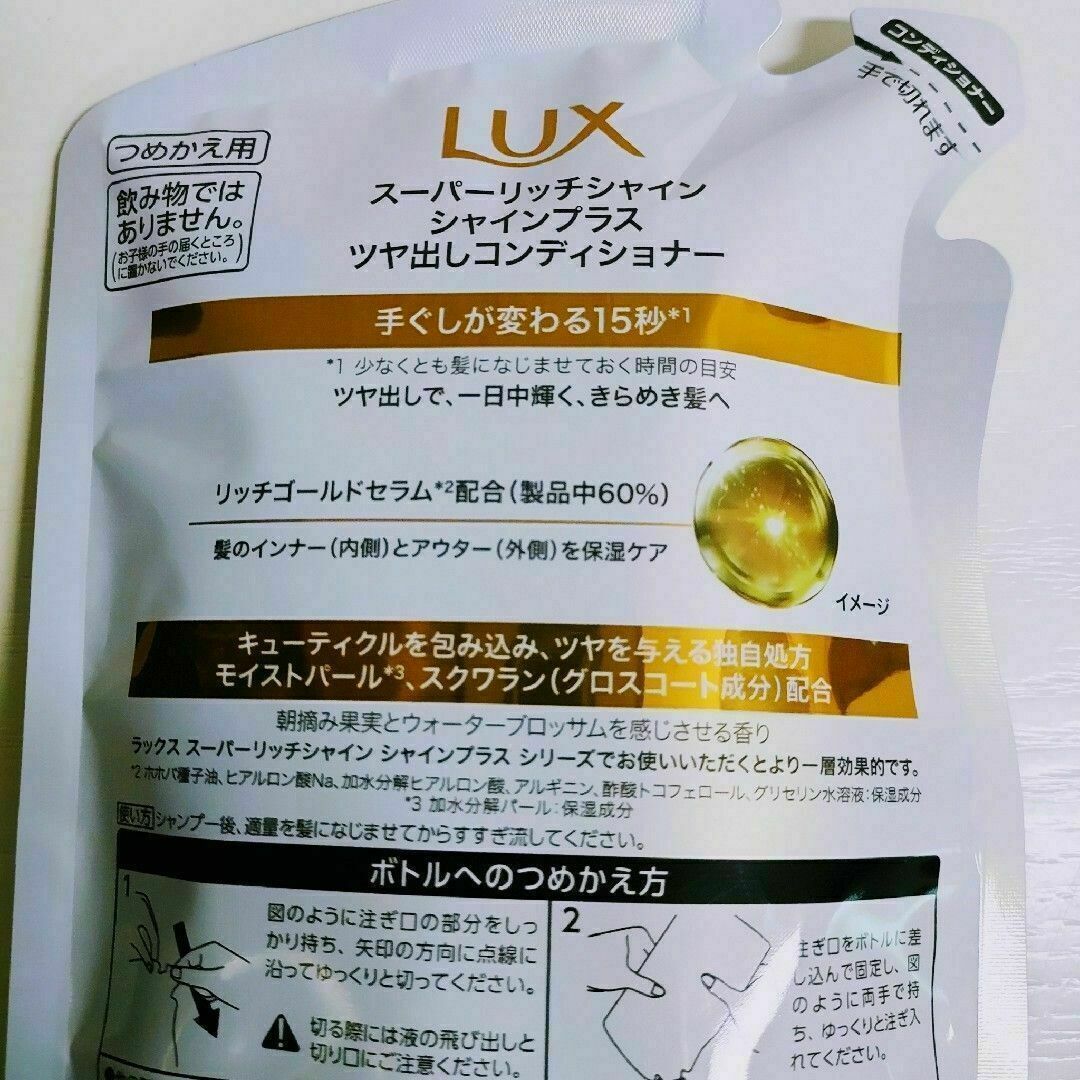 コンディショナー
手で切れます
LUX
つめかえ用
飲み物では
ありません。
(お子様の手の届くところ
に置かないでください。)
スーパーリッチシャイン
シャインプラス
ツヤ出しコンディショナー
手ぐしが変わる15秒*1
*1 少なくとも髪になじませておく時間の目安
ツヤ出しで、一日中輝く、きらめき髪へ
リッチゴールドセラム*2配合(製品中60%)
髪のインナー(内側)とアウター(外側)を保湿ケア
イメージ
キューティクルを包み込み、ツヤを与える独自処方
モイストパール*3、スクワラン(グロスコート成分)配合
朝摘み果実とウォーターブロッサムを感じさせる香り
ラックス スーパーリッチシャイン シャインプラス シリーズでお使いいただくとより一層効果的です。
*2 ホホバ種子油、ヒアルロン酸Na、加水分解ヒアルロン酸、アルギニン、酢酸トコフェロール、グリセリン水溶液:保湿成分
*3 加水分解パール:保湿成分
使い方 シャンプー後、適量を髪になじませてからすすぎ流してください。
ボトルへのつめかえ方
1
図のように注ぎ口の部分をしっ
かり持ち、矢印の方向に点線に
沿ってゆっくりと切ってください。
切る際には液の飛び出しと
切り口にご注意ください。
2
注ぎ口をボトルに差
し込んで固定し、図
のように両手で持
ち、ゆっくりと注ぎ入
れてください。